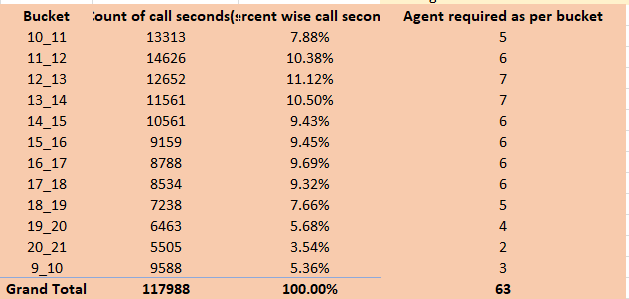 Bucket ount of call seconds(s rcent wise call secon Agent required as per bucket
10_11 13313 7.88% 5
11_12 14626 10.38% 6
12_13 12652 11.12% 7
13_14 11561 10.50% 7
14_15 10561 9.43% 6
15_16 9159 9.45% 6
16_17 8788 9.69% 6
17_18 8534 9.32% 6
18_19 7238 7.66% 5
19_20 6463 5.68% 4
20_21 5505 3.54% 2
9_10 9588 5.36% 3
Grand Total 117988 100.00% 63